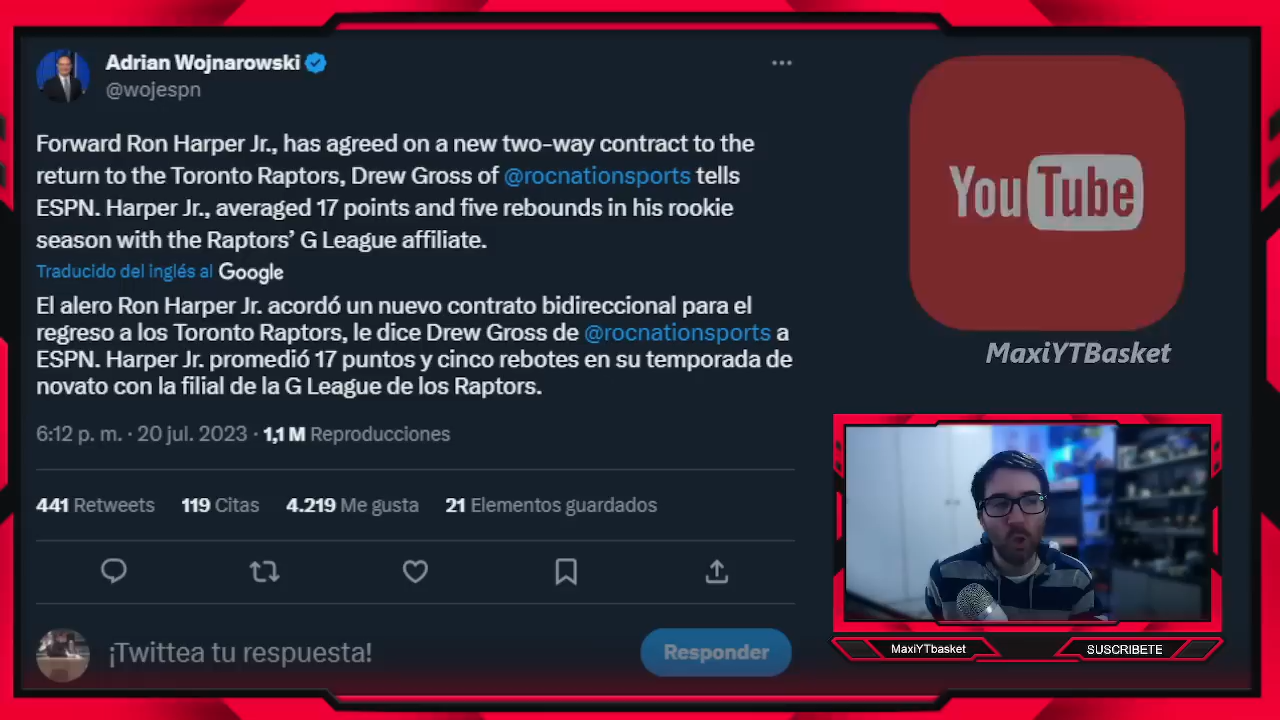 Adrian Wojnarowski
@wojespn
Forward Ron Harper Jr., has agreed on a new two-way contract to the
return to the Toronto Raptors, Drew Gross of @rocnationsports tells
ESPN. Harper Jr., averaged 17 points and five rebounds in his rookie
season with the Raptors’ G League affiliate.
Traducido del inglés al Google
El alero Ron Harper Jr. acordó un nuevo contrato bidireccional para el
regreso a los Toronto Raptors, le dice Drew Gross de @rocnationsports a
ESPN. Harper Jr. promedió 17 puntos y cinco rebotes en su temporada de
novato con la filial de la G League de los Raptors.
6:12 p. m. · 20 jul. 2023 · 1,1 M Reproducciones
441 Retweets 119 Citas 4.219 Me gusta 21 Elementos guardados
¡Twittea tu respuesta!
Responder
YouTube
MaxiYTBasket
MaxiYTbasket
SUSCRIBETE